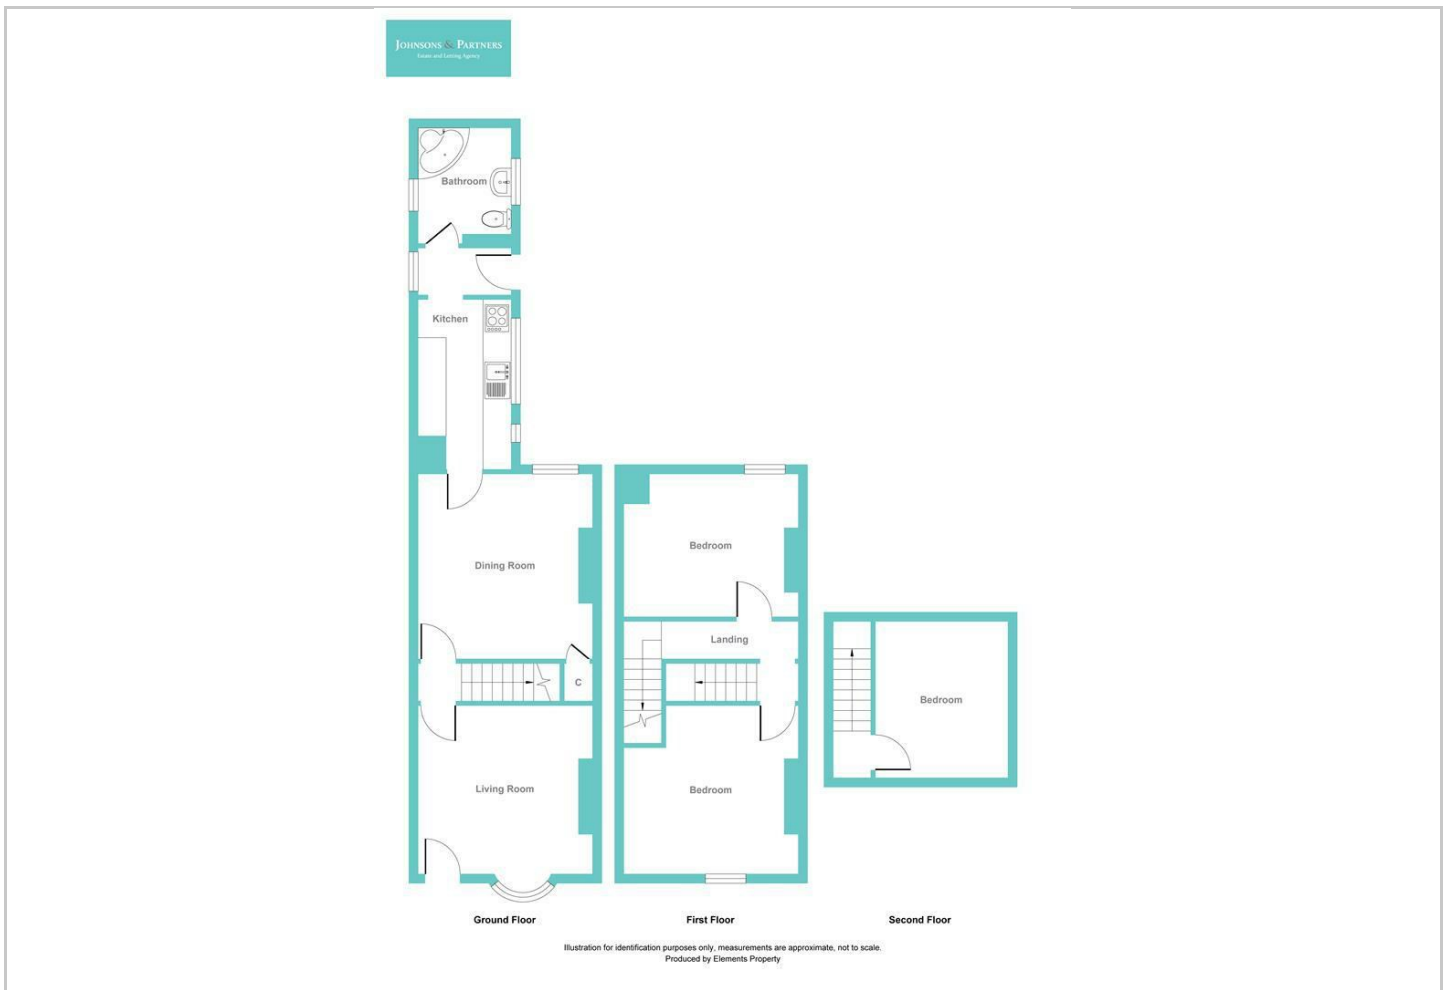 JOHNSONS & PARTNERS
Estate and Letting Agency
Bathroom
Kitchen
Dining Room
C
Living Room
Ground Floor
Bedroom
Landing
Bedroom
First Floor
Bedroom
Second Floor
Illustration for identification purposes only, measurements are approximate, not to scale.
Produced by Elements Property